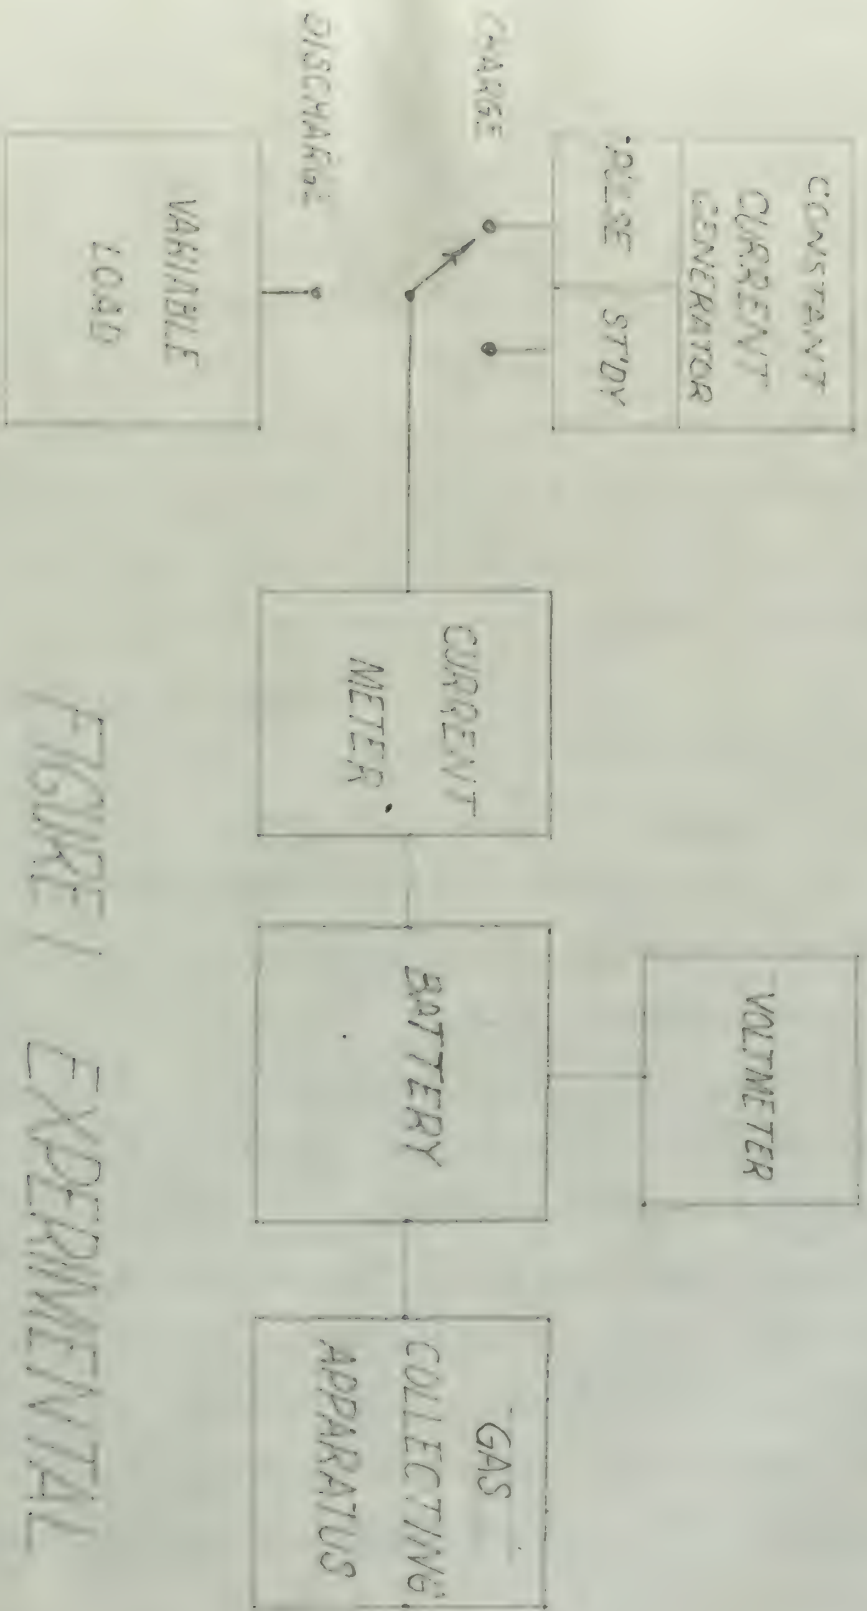 CONSTANT
CURRENT
GENERATOR
PULSE
ST'DY
CHARGE
DISCHARGE
VARIABLE
LOAD
CURRENT
METER
VOLTMETER
BATTERY
GAS
COLLECTING
APPARATUS
FIGURE 1 EXPERIMENTAL